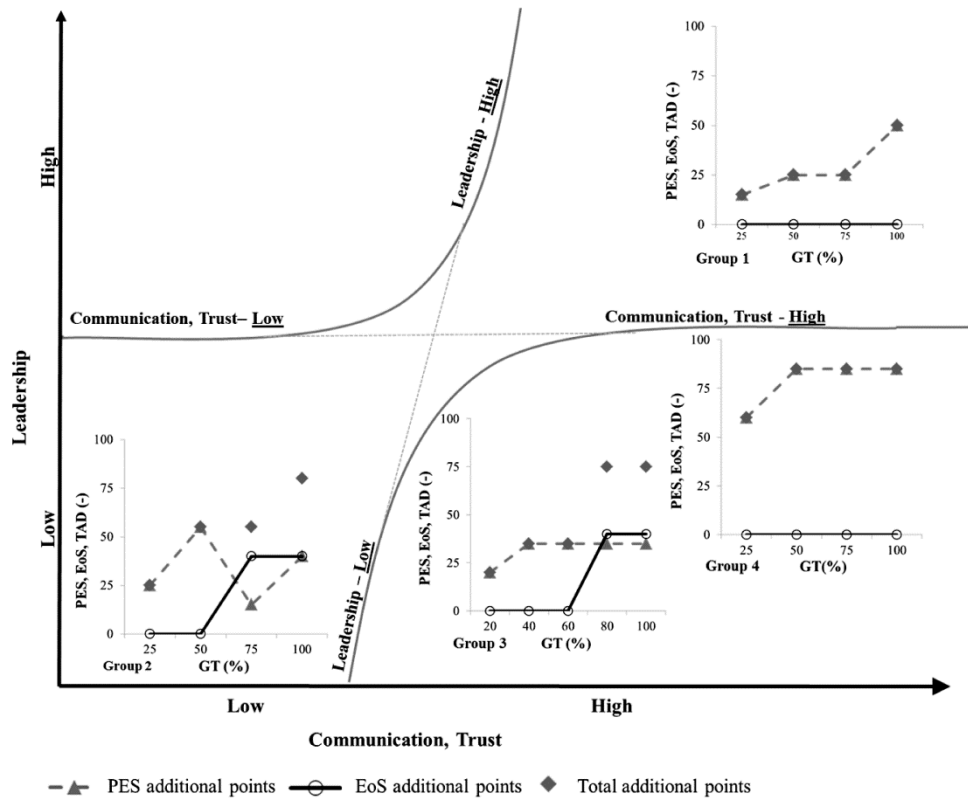 High
Leadership
Low
Leadership - High
Communication, Trust– Low
Communication, Trust - High
Leadership – Low
100
75
50
25
0
PES, EoS, TAD (-)
25 50 75 100
Group 1 GT (%)
100
75
50
25
0
PES, EoS, TAD (-)
25 50 75 100
Group 4 GT(%)
100
75
50
25
0
PES, EoS, TAD (-)
25 50 75 100
Group 2 GT (%)
100
75
50
25
0
PES, EoS, TAD (-)
20 40 60 80 100
Group 3 GT (%)
Low High
Communication, Trust
PES additional points EoS additional points Total additional points